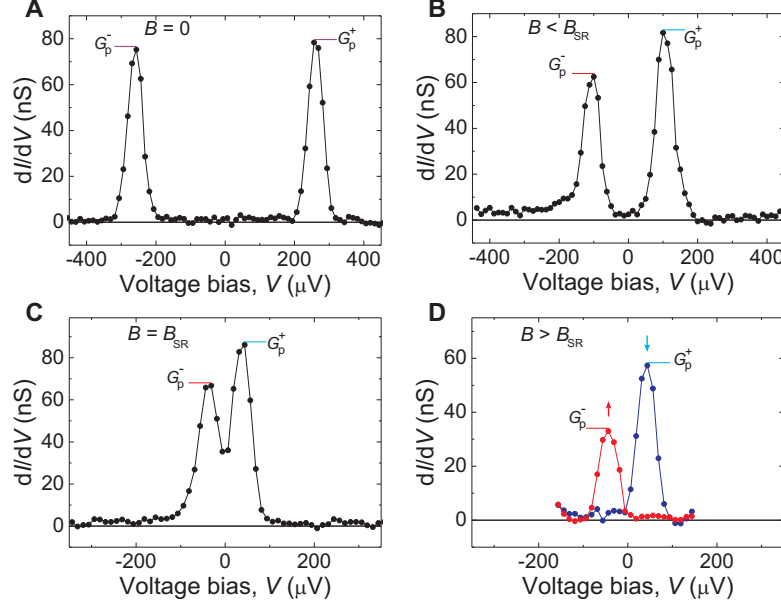 A
B = 0
G_p^-
G_p^+
80
60
40
20
0
dI/dV (nS)
-400 -200 0 200 400
Voltage bias, V (μV)
B
B < B_SR
G_p^-
G_p^+
80
60
40
20
0
dI/dV (nS)
-400 -200 0 200 400
Voltage bias, V (μV)
C
B = B_SR
G_p^-
G_p^+
80
60
40
20
0
dI/dV (nS)
-200 0 200
Voltage bias, V (μV)
D
B > B_SR
G_p^-
G_p^+
60
40
20
0
dI/dV (nS)
-200 0 200
Voltage bias, V (μV)